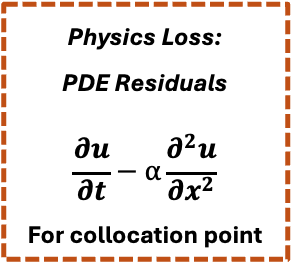 Physics Loss:
PDE Residuals
∂u/∂t − α ∂²u/∂x²
For collocation point